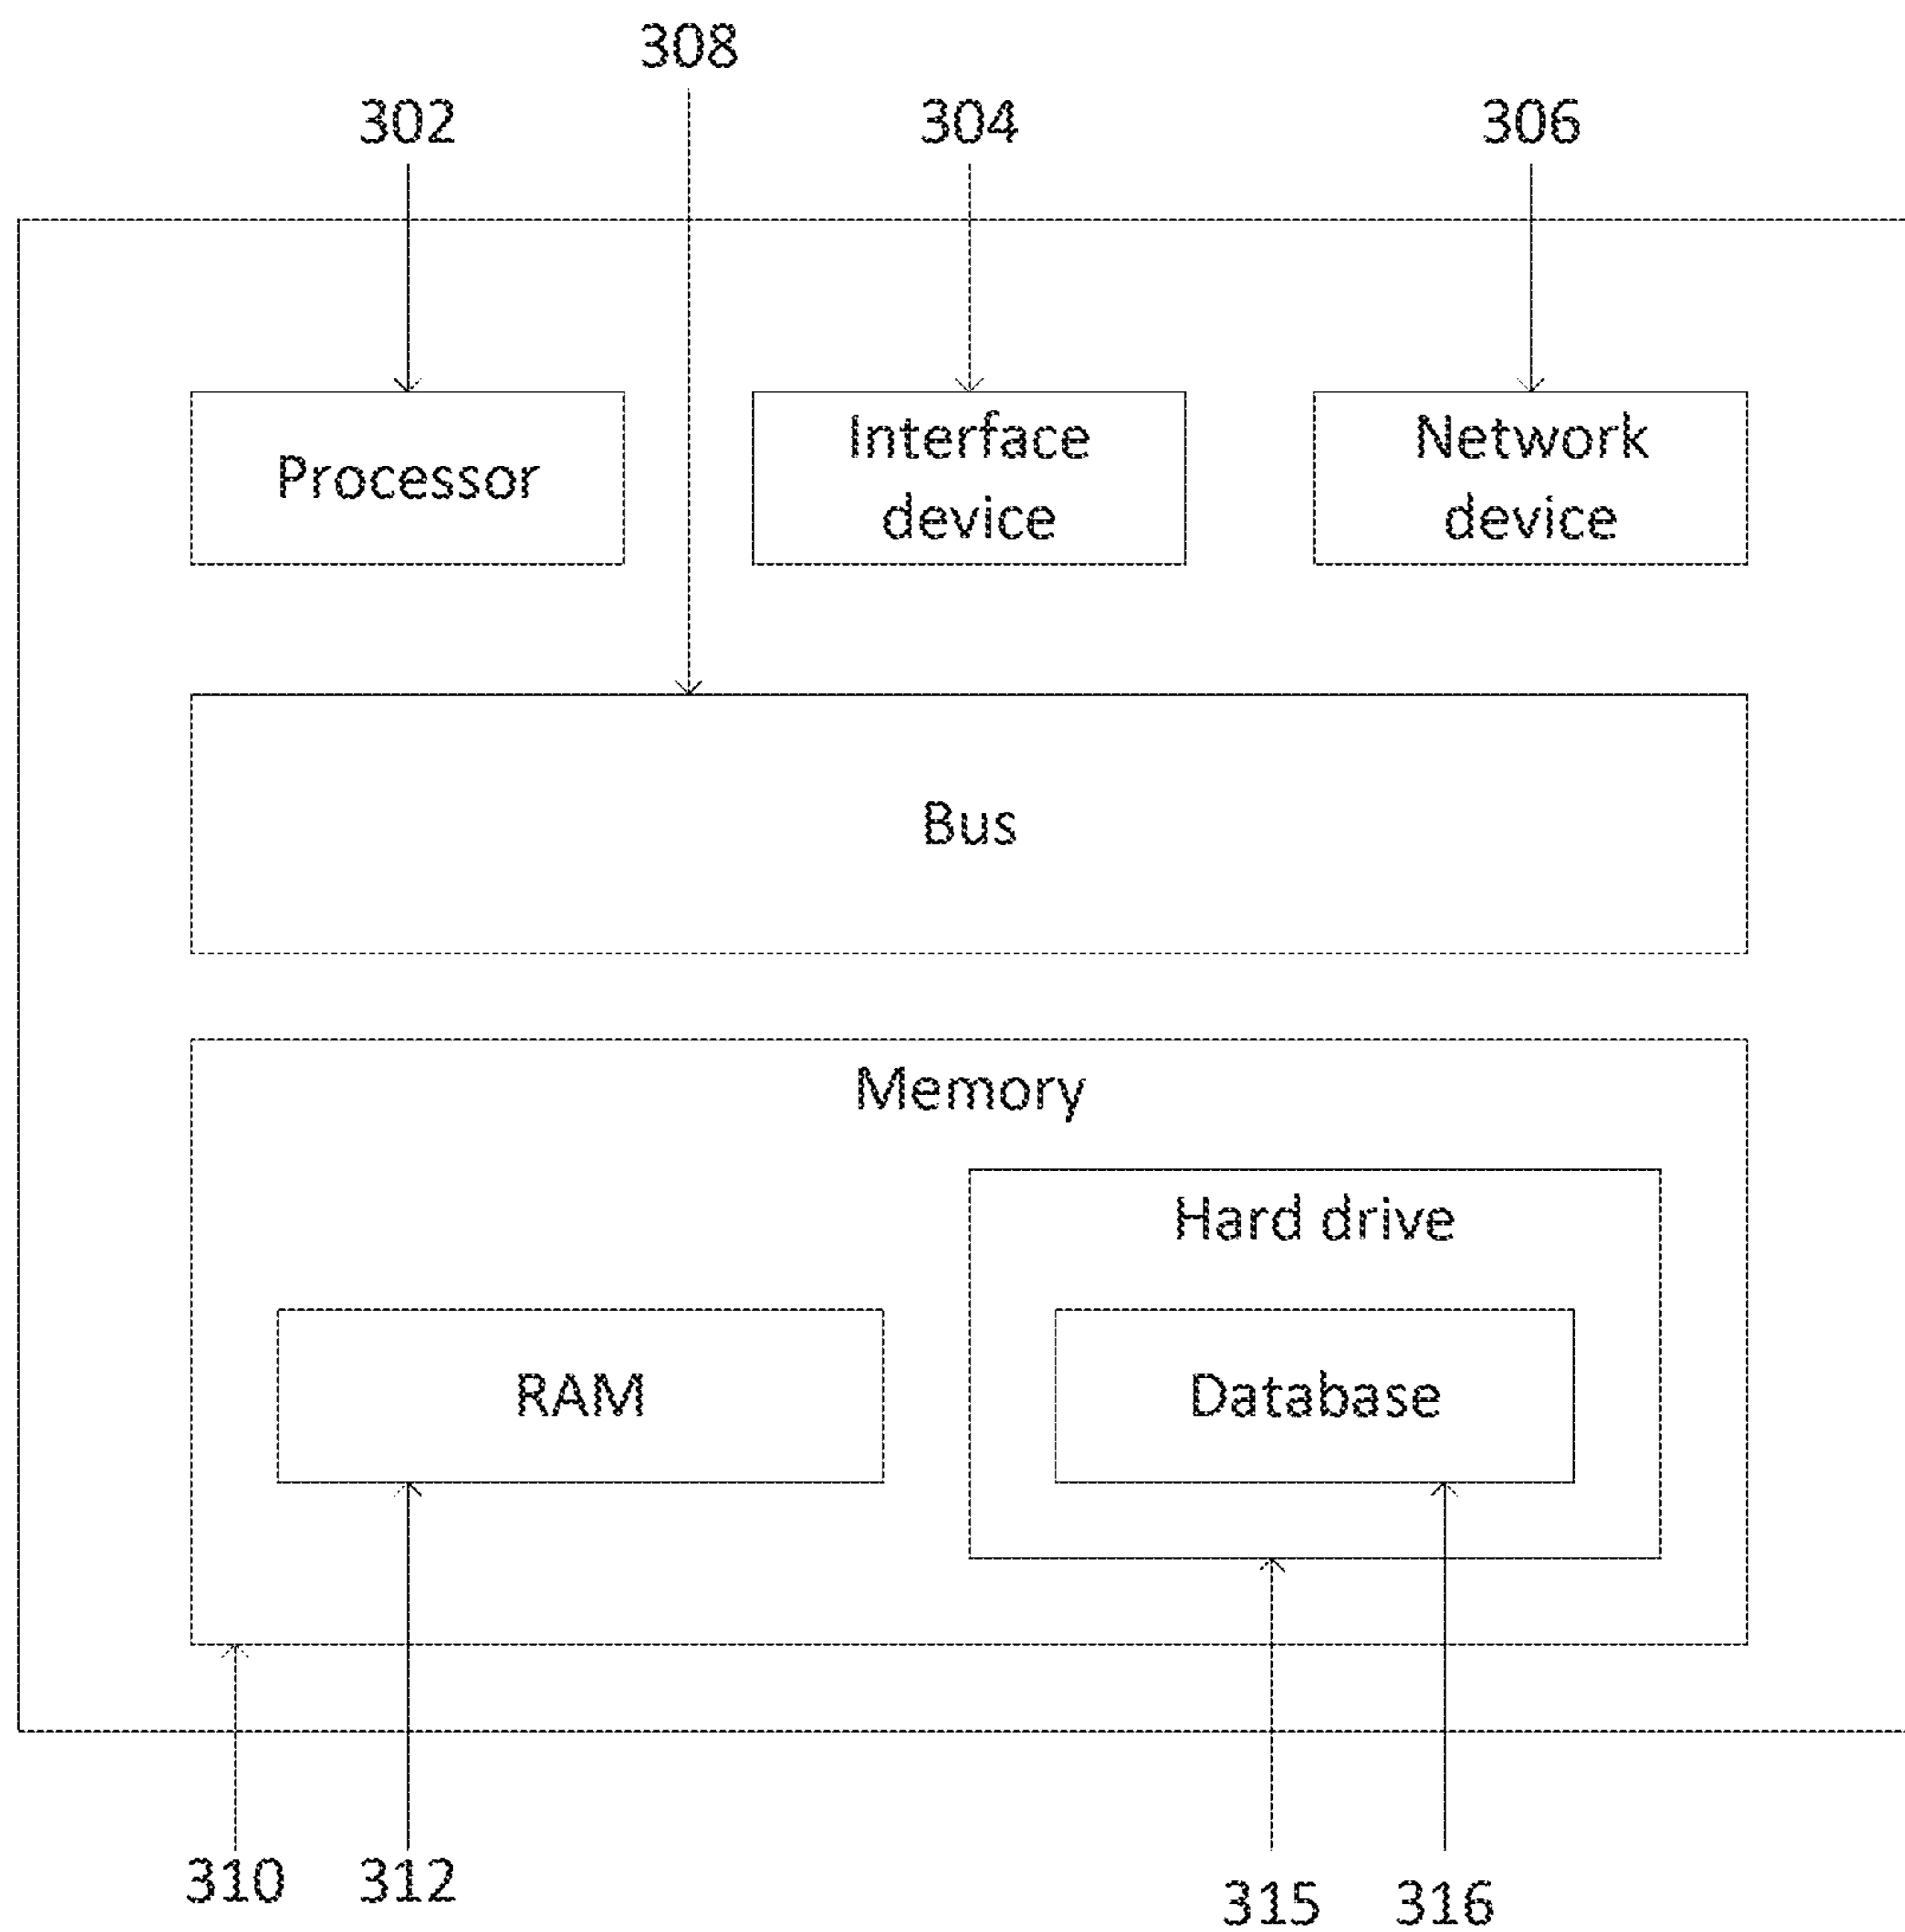 308
302
304
306
Processor
Interface
device
Network
device
Bus
Memory
Hard drive
RAM
Database
310
312
315
316